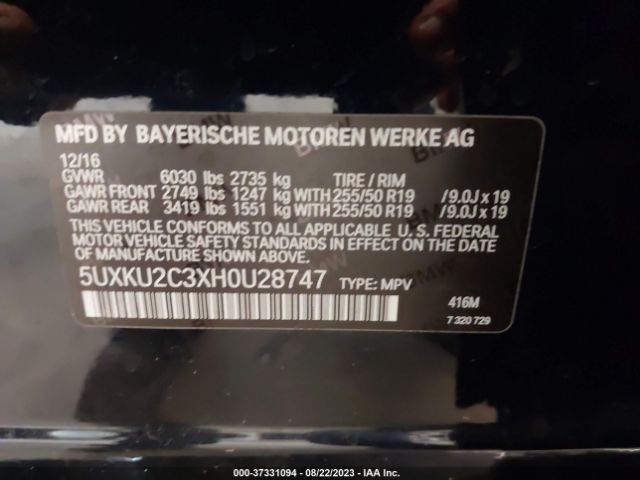 MFD BY BAYERISCHE MOTOREN WERKE AG
12/16
GVWR 6030 lbs 2735 kg TIRE / RIM
GAWR FRONT 2749 lbs 1247 kg WITH 255/50 R19 /9.0J x 19
GAWR REAR 3419 lbs 1551 kg WITH 255/50 R19 /9.0J x 19
THIS VEHICLE CONFORMS TO ALL APPLICABLE U. S. FEDERAL
MOTOR VEHICLE SAFETY STANDARDS IN EFFECT ON THE DATE
OF MANUFACTURE SHOWN ABOVE.
5UXKU2C3XH0U28747 TYPE: MPV
416M
7 320 729
000-37331094 - 08/22/2023 - IAA Inc.